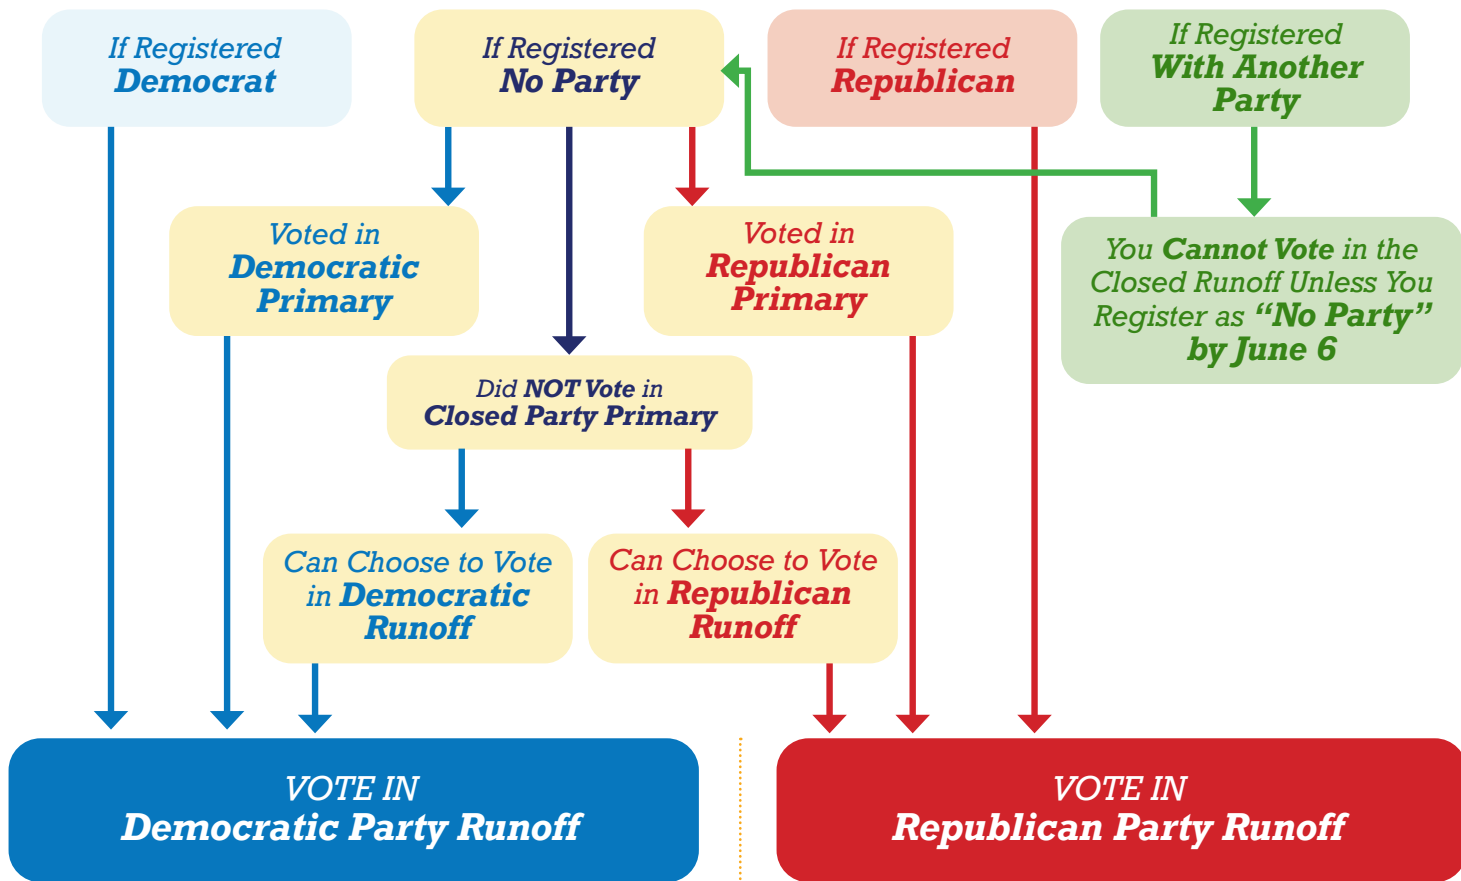 If Registered
Democrat
If Registered
No Party
If Registered
Republican
If Registered
With Another
Party
Voted in
Democratic
Primary
Voted in
Republican
Primary
You Cannot Vote in the
Closed Runoff Unless You
Register as “No Party”
by June 6
Did NOT Vote in
Closed Party Primary
Can Choose to Vote
in Democratic
Runoff
Can Choose to Vote
in Republican
Runoff
VOTE IN
Democratic Party Runoff
VOTE IN
Republican Party Runoff